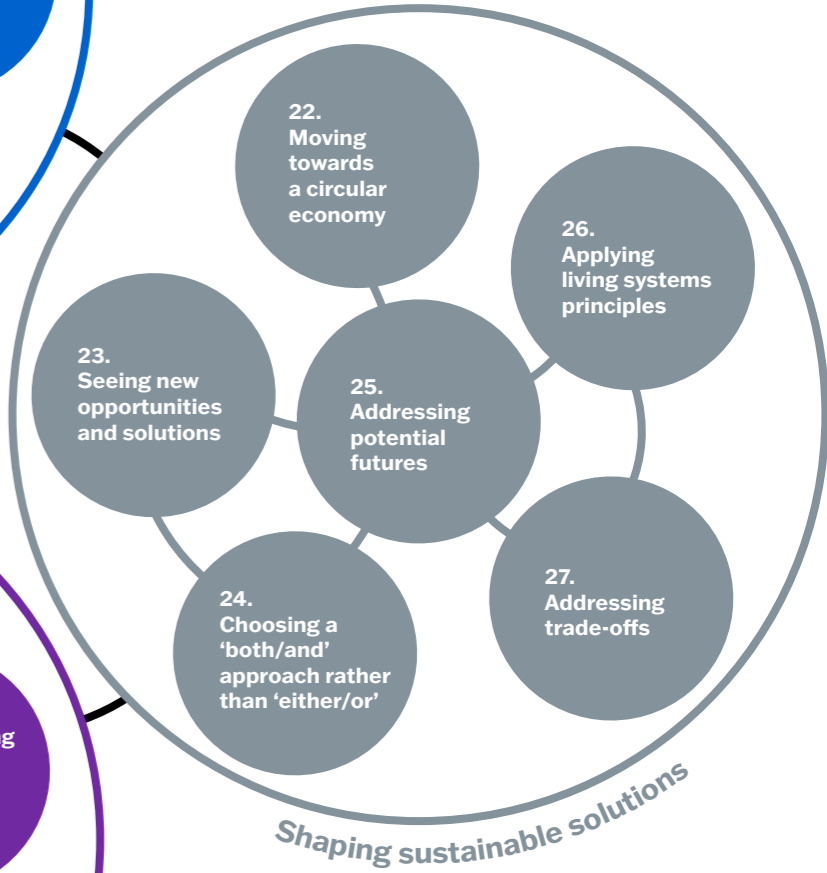 22.
Moving
towards
a circular
economy
26.
Applying
living systems
principles
23.
Seeing new
opportunities
and solutions
25.
Addressing
potential
futures
24.
Choosing a
‘both/and’
approach rather
than ‘either/or’
27.
Addressing
trade-offs
Shaping sustainable solutions